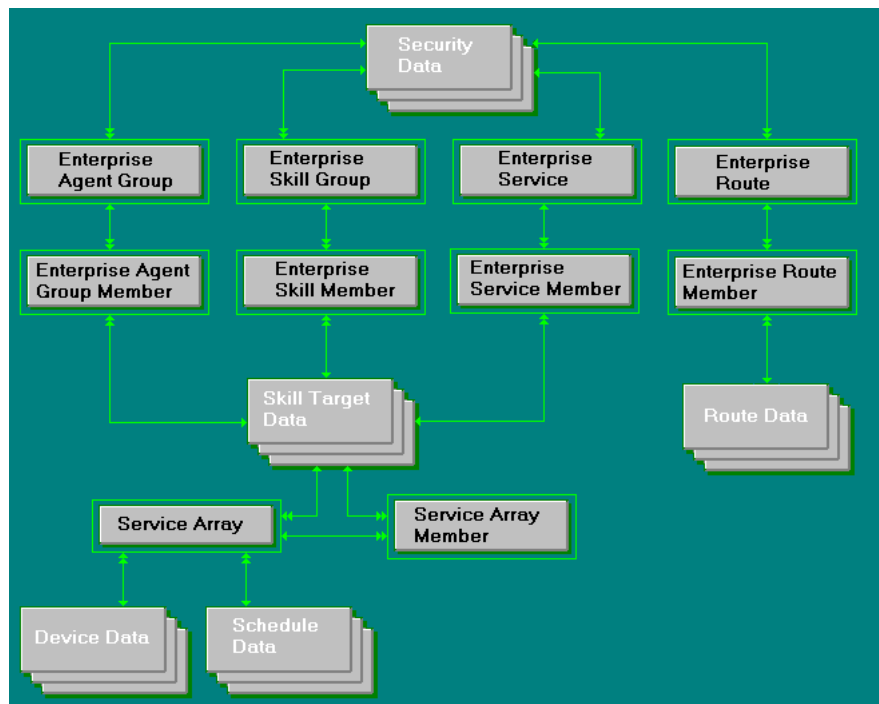 Security
Data
Enterprise
Agent Group
Enterprise
Skill Group
Enterprise
Service
Enterprise
Route
Enterprise Agent
Group Member
Enterprise
Skill Member
Enterprise
Service Member
Enterprise Route
Member
Skill Target
Data
Route Data
Service Array
Service Array
Member
Device Data
Schedule
Data